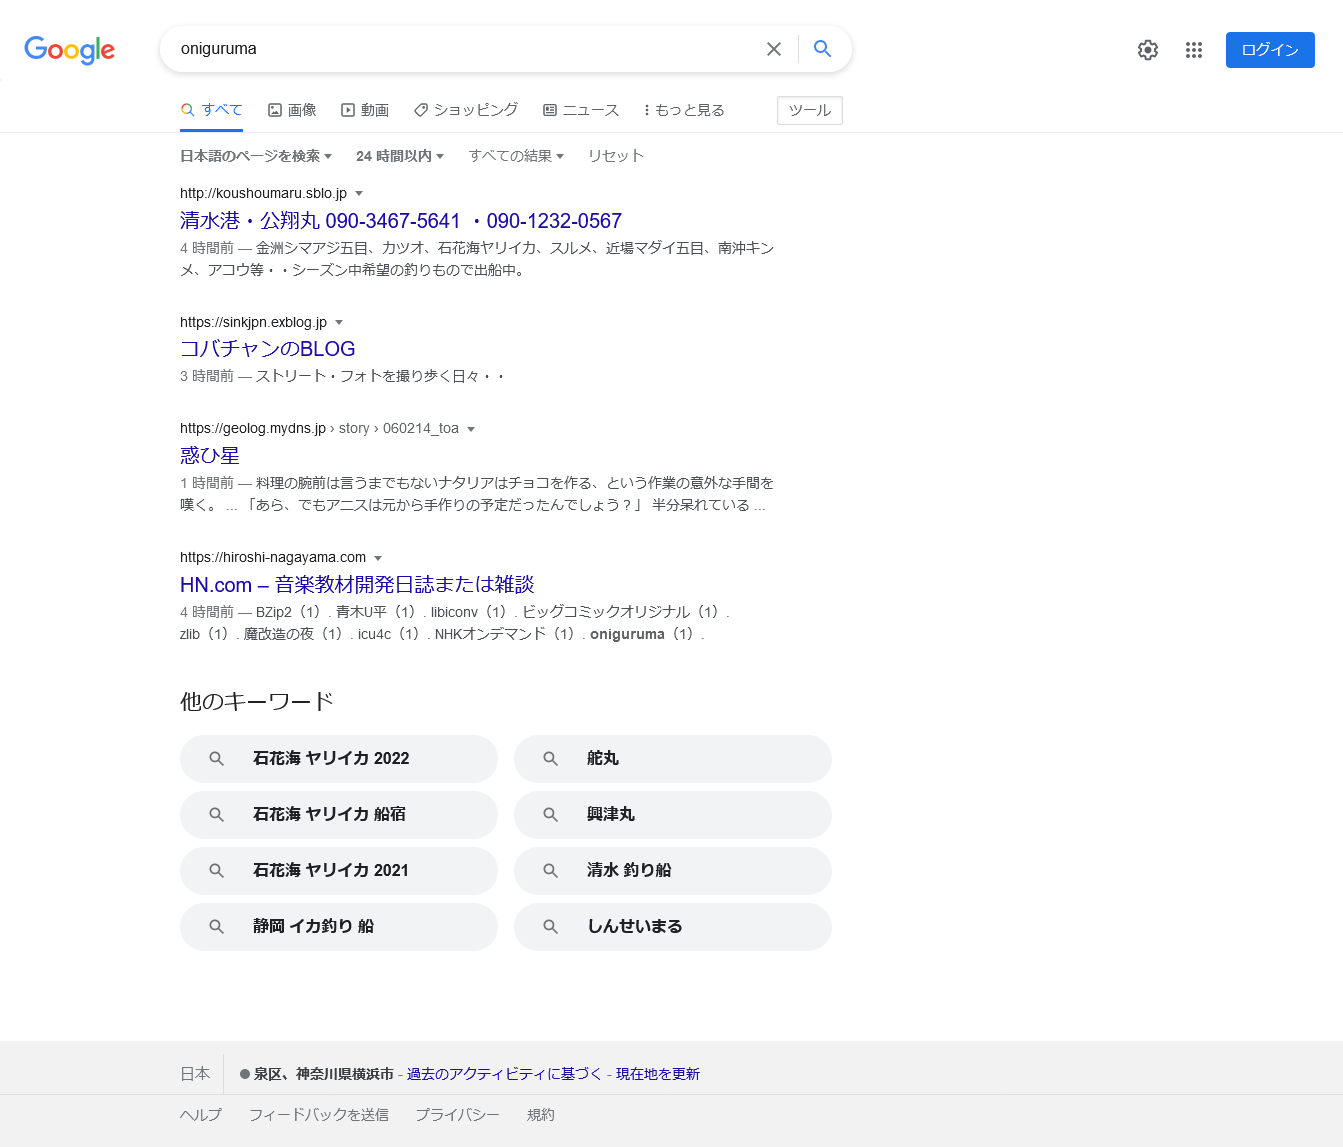 Google
oniguruma
ログイン
すべて 画像 動画 ショッピング ニュース もっと見る ツール
日本語のページを検索 24 時間以内 すべての結果 リセット
http://koushoumaru.sblo.jp
清水港・公翔丸 090-3467-5641 ・090-1232-0567
4 時間前 — 金洲シマアジ五目、カツオ、石花海ヤリイカ、スルメ、近場マダイ五目、南沖キン
メ、アコウ等・・シーズン中希望の釣りもので出船中。
https://sinkjpn.exblog.jp
コバチャンのBLOG
3 時間前 — ストリート・フォトを撮り歩く日々・・
https://geolog.mydns.jp › story › 060214_toa
惑ひ星
1 時間前 — 料理の腕前は言うまでもないナタリアはチョコを作る、という作業の意外な手間を
嘆く。 ... 「あら、でもアニスは元から手作りの予定だったんでしょう？」 半分呆れている ...
https://hiroshi-nagayama.com
HN.com – 音楽教材開発日誌または雑談
4 時間前 — BZip2（1）. 青木U平（1）. libiconv（1）. ビッグコミックオリジナル（1）.
zlib（1）. 魔改造の夜（1）. icu4c（1）. NHKオンデマンド（1）. oniguruma（1）.
他のキーワード
石花海 ヤリイカ 2022
舵丸
石花海 ヤリイカ 船宿
興津丸
石花海 ヤリイカ 2021
清水 釣り船
静岡 イカ釣り 船
しんせいまる
日本 泉区、神奈川県横浜市 - 過去のアクティビティに基づく - 現在地を更新
ヘルプ フィードバックを送信 プライバシー 規約